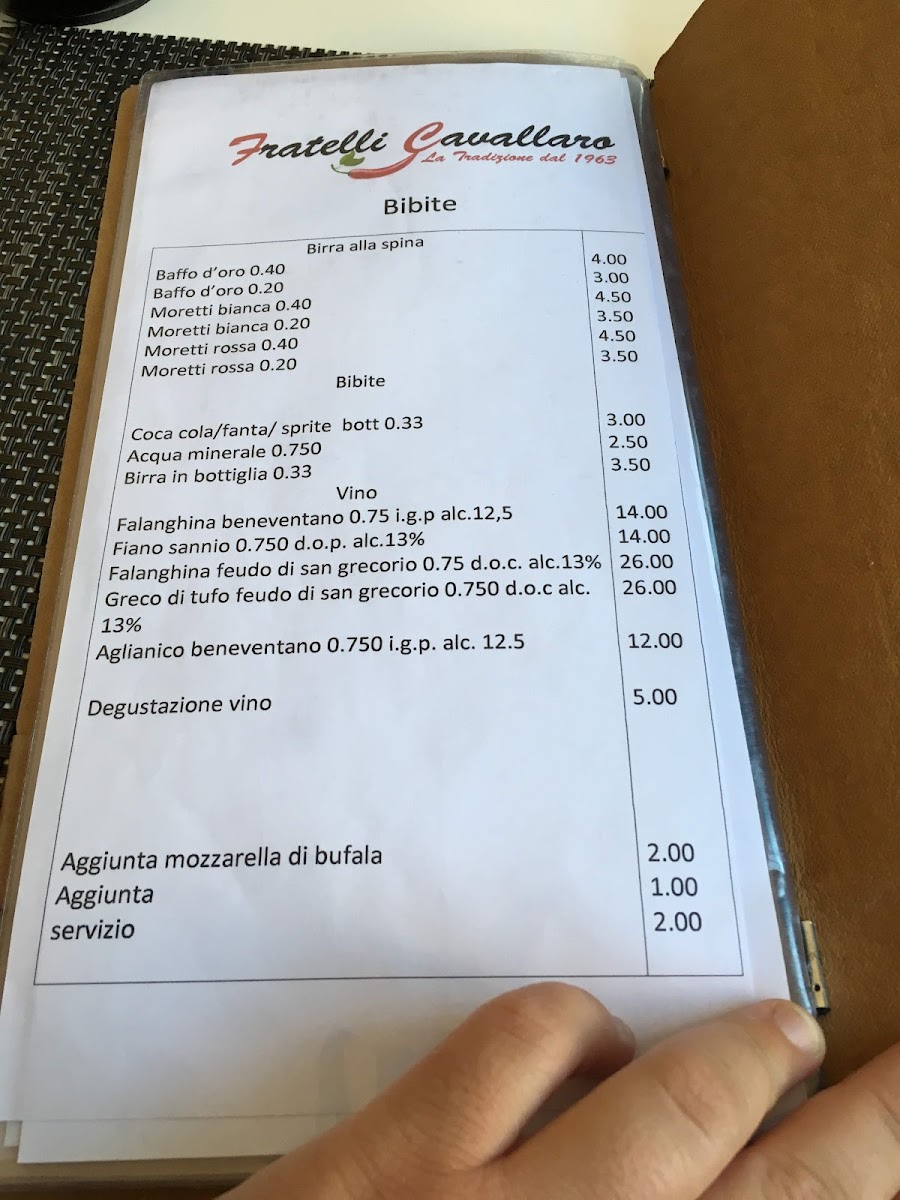 Fratelli Cavallaro
La Tradizione dal 1963
Bibite
Birra alla spina
Baffo d'oro 0.40 4.00
Baffo d'oro 0.20 3.00
Moretti bianca 0.40 4.50
Moretti bianca 0.20 3.50
Moretti rossa 0.40 4.50
Moretti rossa 0.20 3.50
Bibite
Coca cola/fanta/ sprite bott 0.33 3.00
Acqua minerale 0.750 2.50
Birra in bottiglia 0.33 3.50
Vino
Falanghina beneventano 0.75 i.g.p alc.12,5 14.00
Fiano sannio 0.750 d.o.p. alc.13% 14.00
Falanghina feudo di san grecorio 0.75 d.o.c. alc.13% 26.00
Greco di tufo feudo di san grecorio 0.750 d.o.c alc. 26.00
13%
Aglianico beneventano 0.750 i.g.p. alc. 12.5 12.00
Degustazione vino 5.00
Aggiunta mozzarella di bufala 2.00
Aggiunta 1.00
servizio 2.00